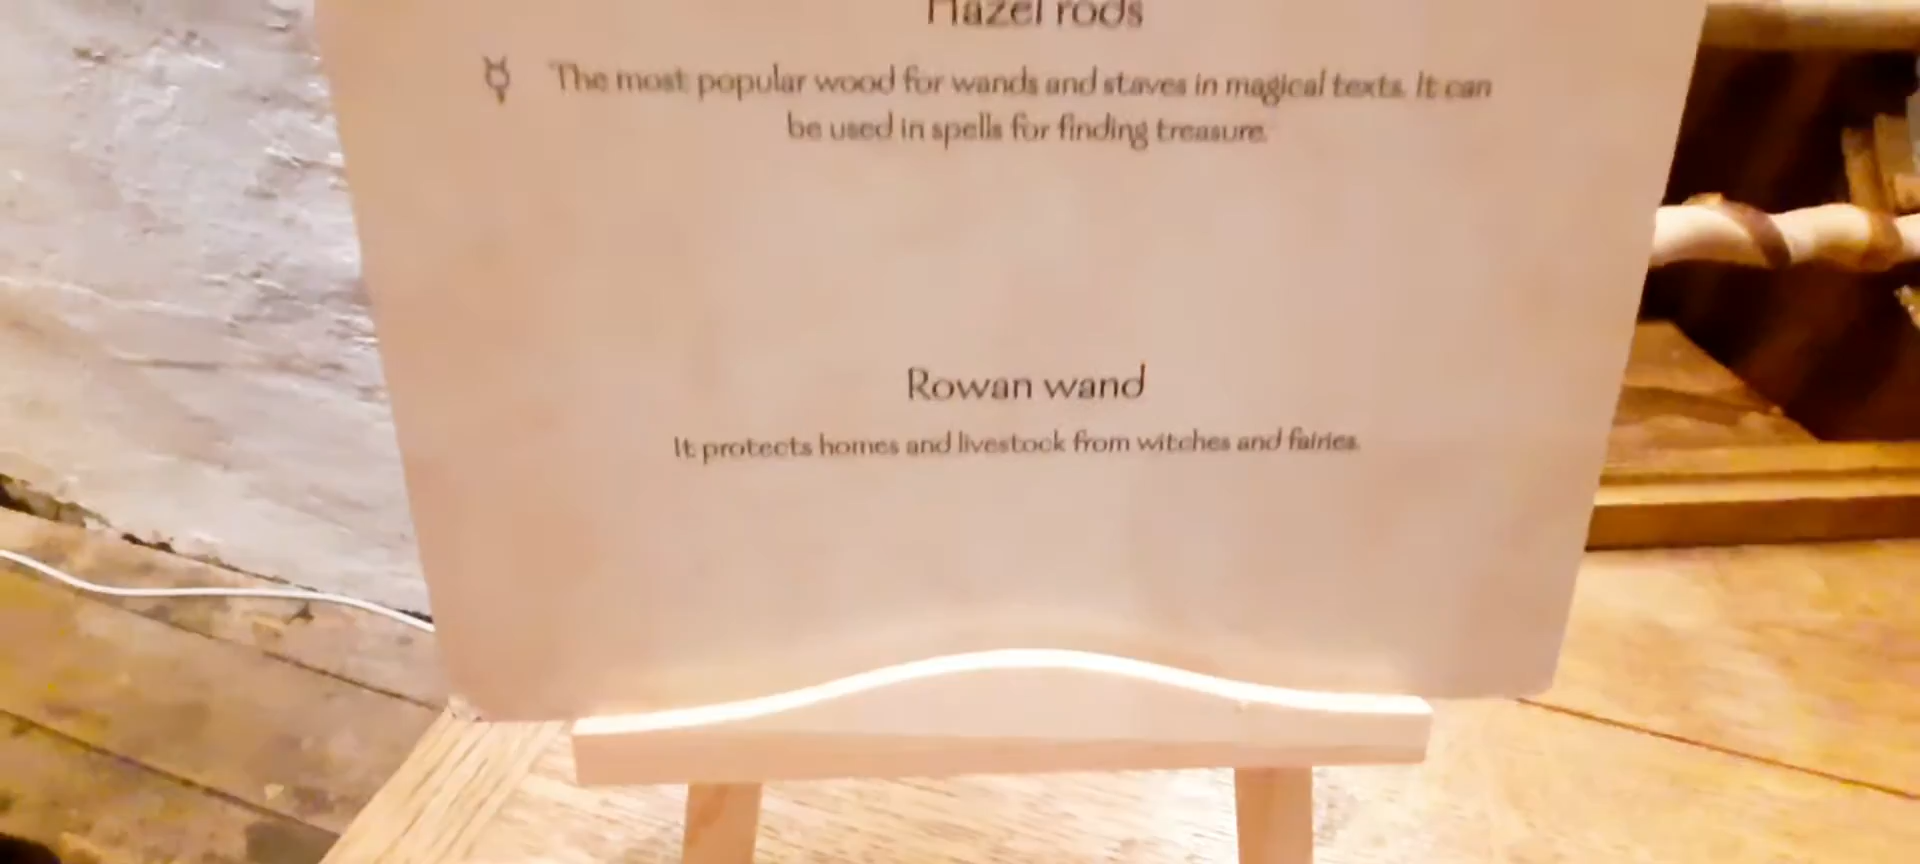 Hazel rods
☿ The most popular wood for wands and staves in magical texts. It can
be used in spells for finding treasure.
Rowan wand
It protects homes and livestock from witches and fairies.